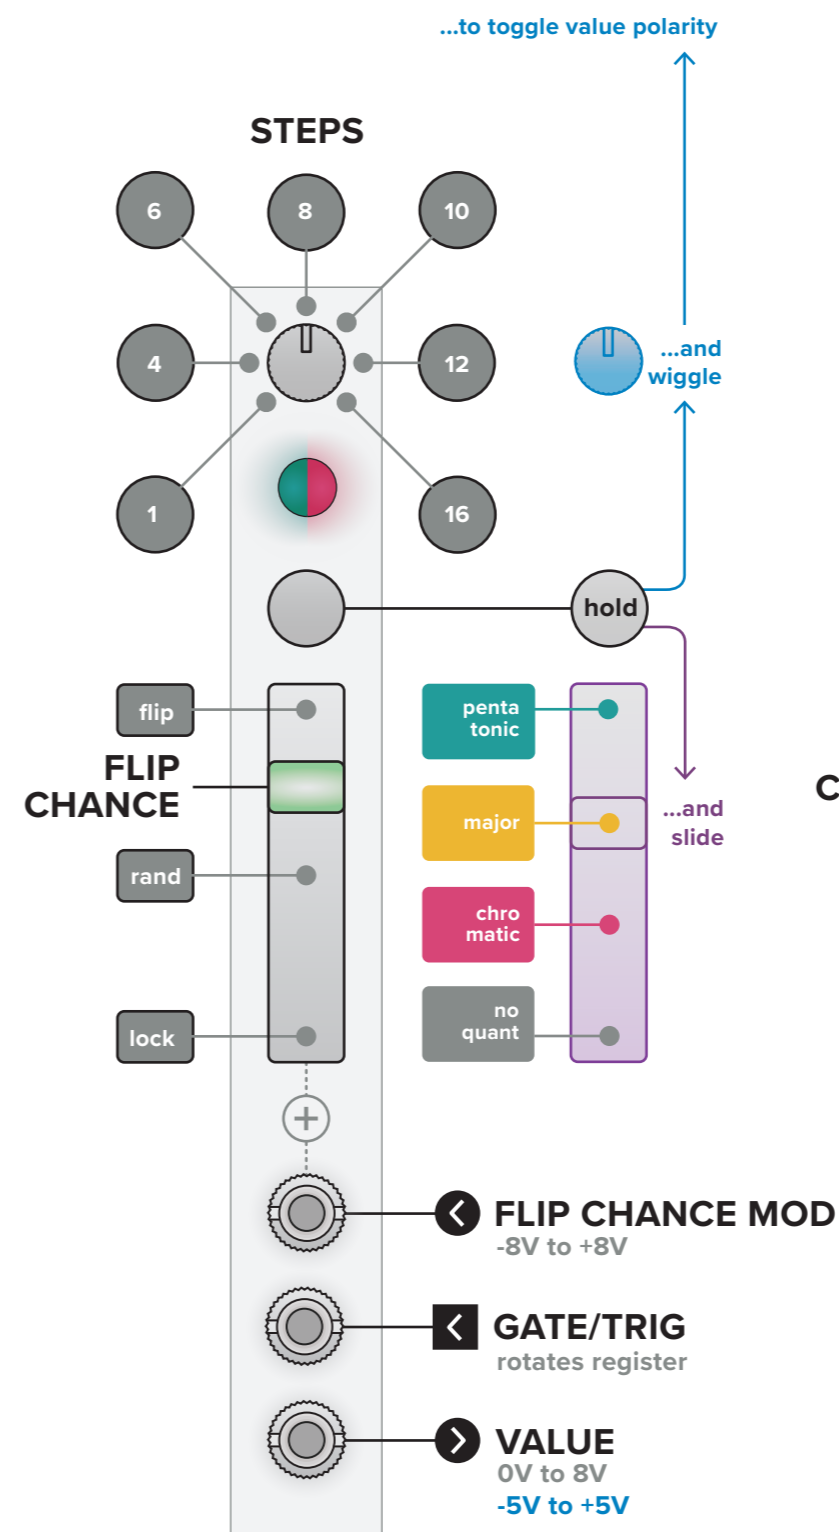 ...to toggle value polarity
STEPS
6
8
10
4
12
...and
wiggle
1
16
hold
flip
penta
tonic
FLIP
CHANCE
C
major
...and
slide
rand
chro
matic
no
quant
lock
FLIP CHANCE MOD
-8V to +8V
GATE/TRIG
rotates register
VALUE
0V to 8V
-5V to +5V